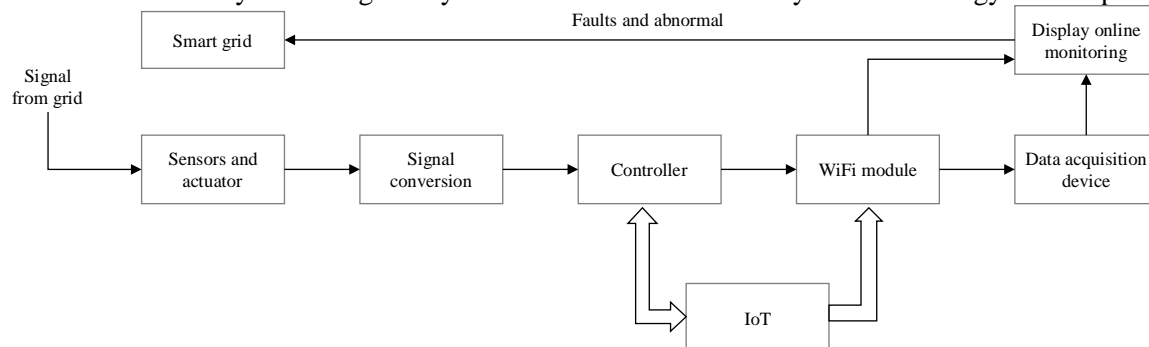 Faults and abnormal
Smart grid
Display online
monitoring
Signal
from grid
Sensors and
actuator
Signal
conversion
Controller
WiFi module
Data acquisition
device
IoT